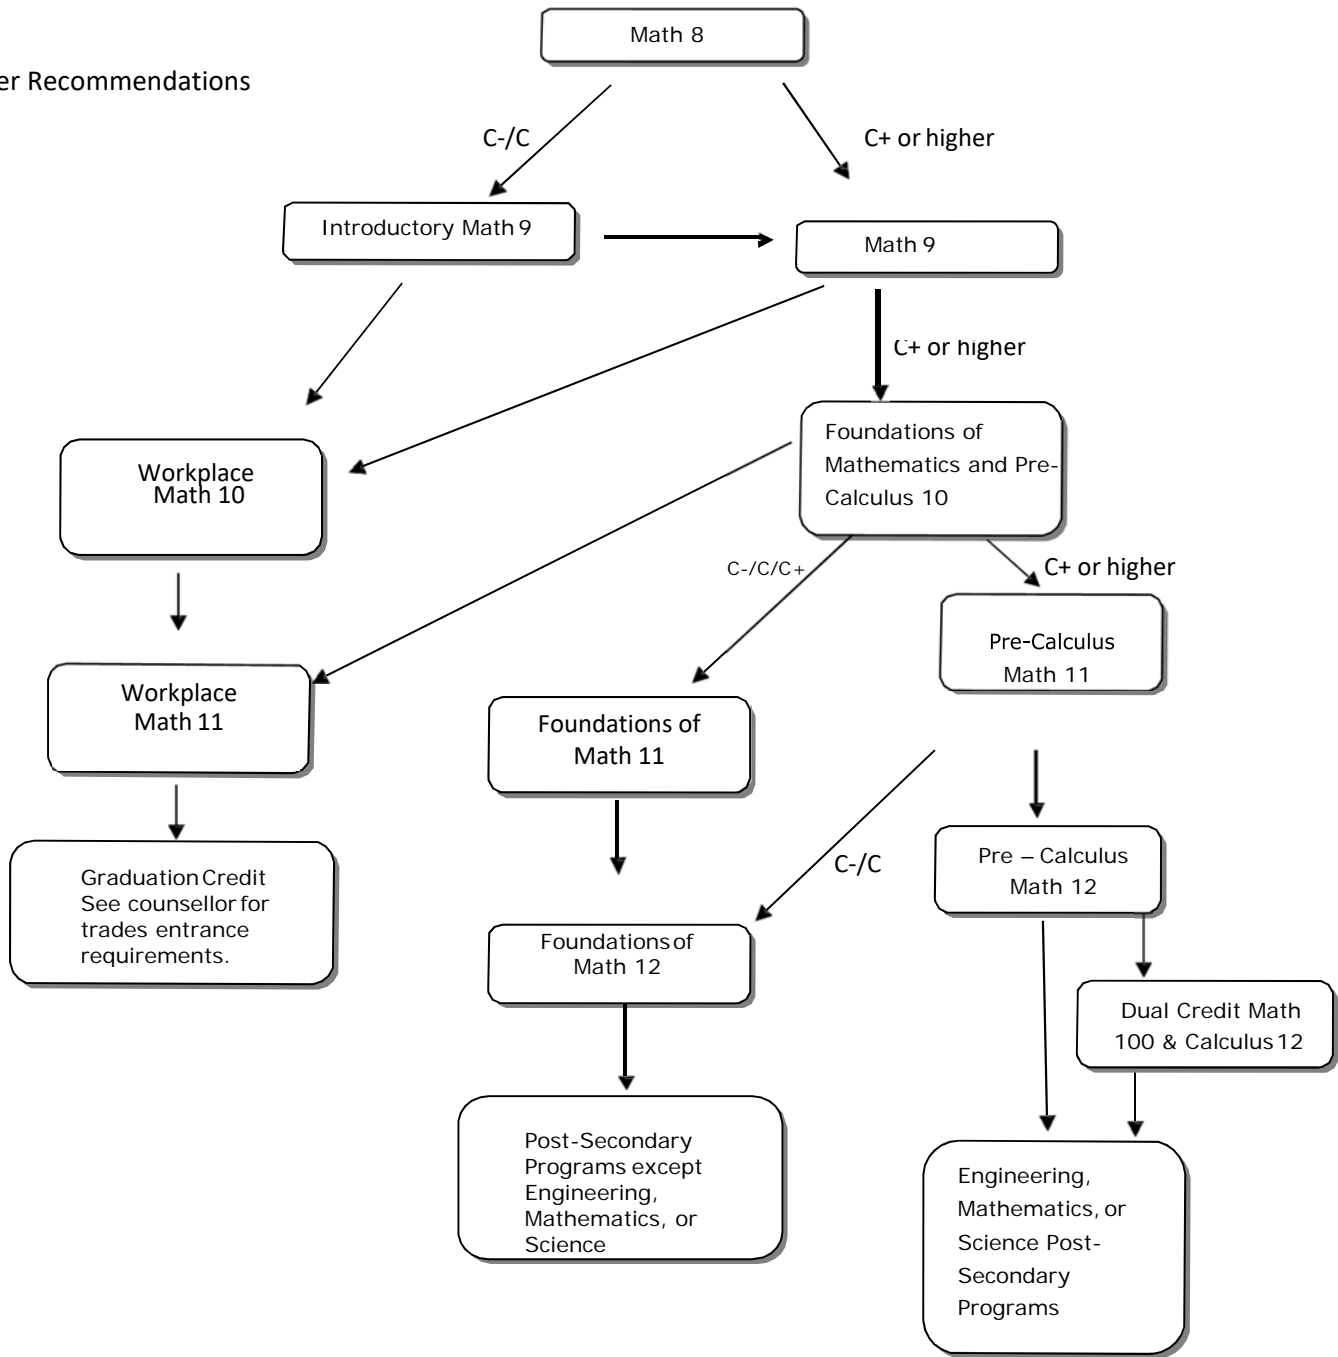 Math 8
er Recommendations
C-/C
C+ or higher
Introductory Math 9
Math 9
C+ or higher
Foundations of
Mathematics and Pre-
Calculus 10
Workplace
Math 10
C-/C/C+
C+ or higher
Pre-Calculus
Math 11
Workplace
Math 11
Foundations of
Math 11
C-/C
Pre – Calculus
Math 12
Graduation Credit
See counsellor for
trades entrance
requirements.
Foundations of
Math 12
Dual Credit Math
100 & Calculus 12
Post-Secondary
Programs except
Engineering,
Mathematics, or
Science
Engineering,
Mathematics, or
Science Post-
Secondary
Programs